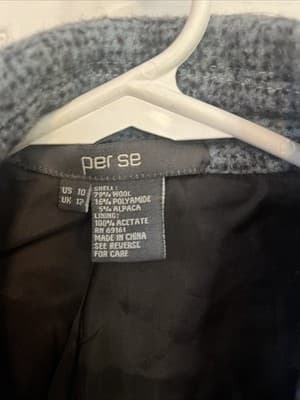 per se
US 10
UK 12
SHELL:
79% WOOL
16% POLYAMIDE
5% ALPACA
LINING:
100% ACETATE
RN 69161
MADE IN CHINA
SEE REVERSE
FOR CARE